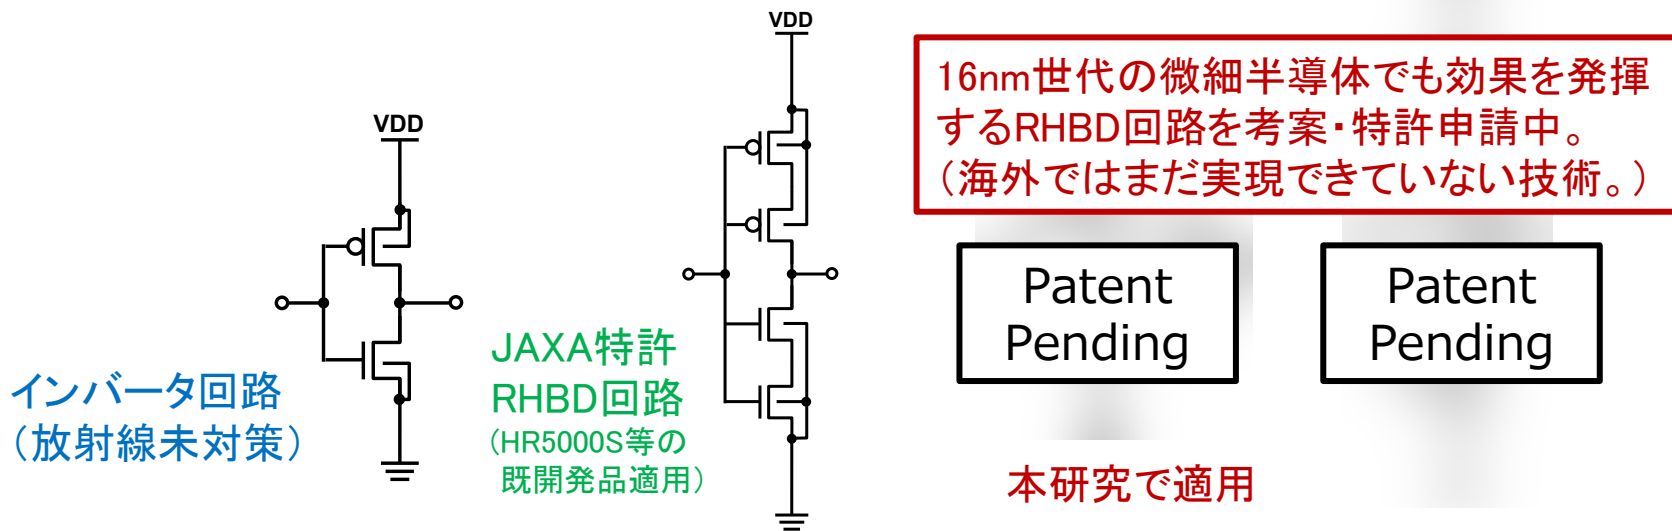 VDD
インバータ回路
（放射線未対策）
VDD
JAXA特許
RHBD回路
(HR5000S等の
既開発品適用)
16nm世代の微細半導体でも効果を発揮
するRHBD回路を考案・特許申請中。
（海外ではまだ実現できていない技術。）
Patent
Pending
Patent
Pending
本研究で適用